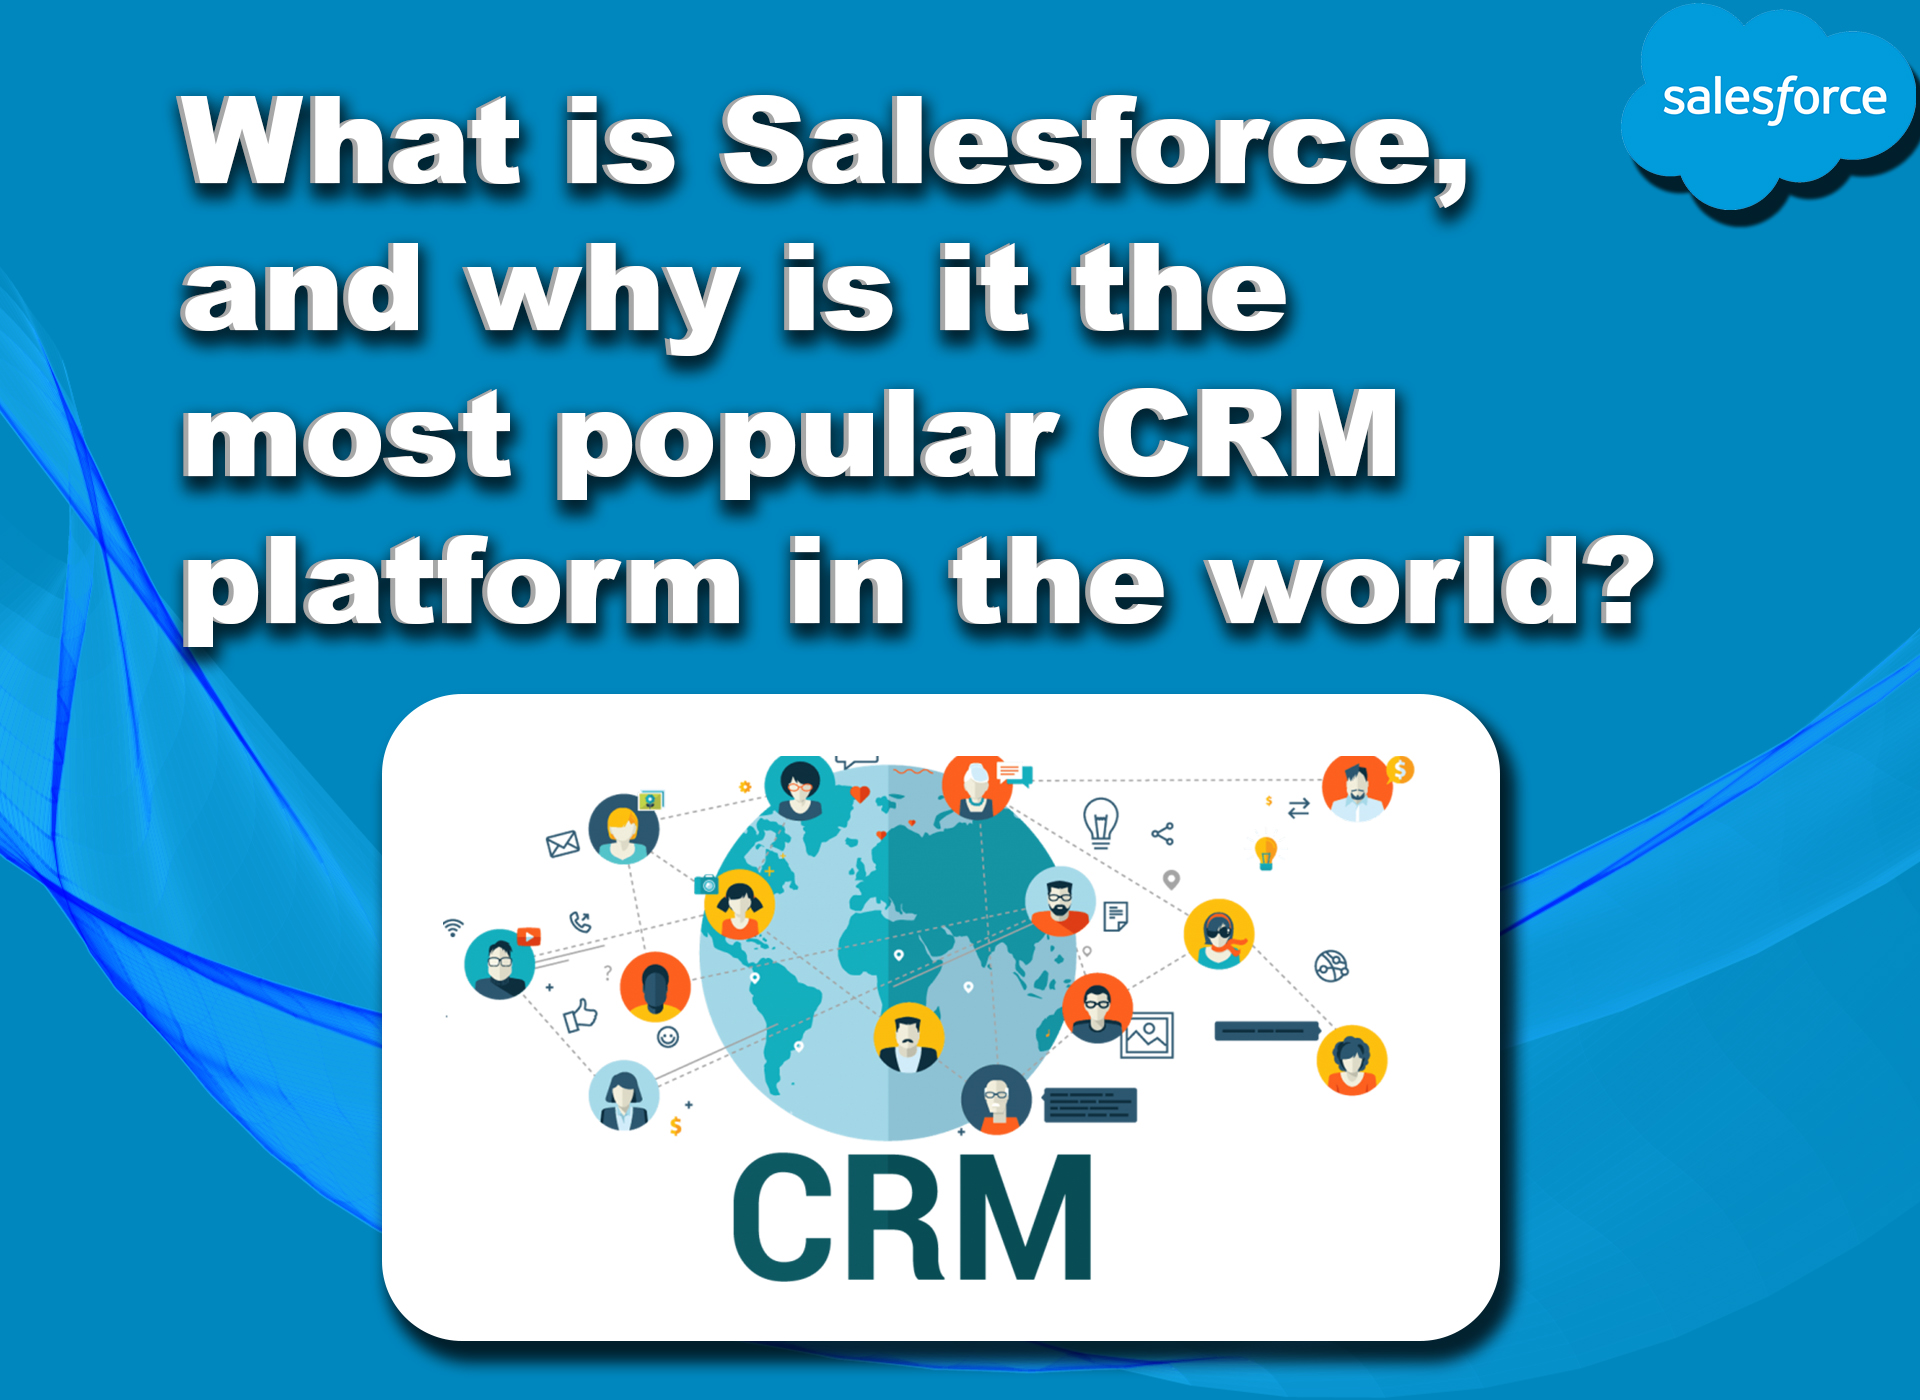 salesforce
What is Salesforce,
and why is it the
most popular CRM
platform in the world?
$
?
$
$
CRM